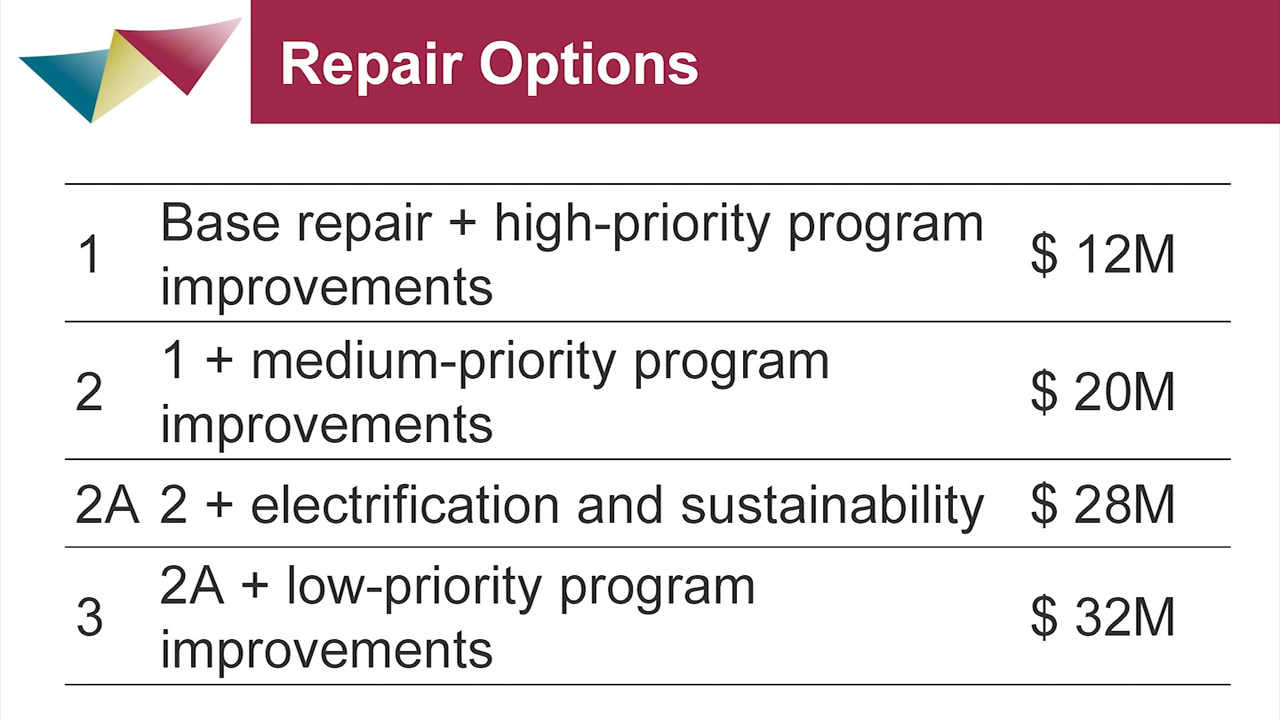 Repair Options
1 Base repair + high-priority program
improvements $ 12M
2 1 + medium-priority program
improvements $ 20M
2A 2 + electrification and sustainability $ 28M
3 2A + low-priority program
improvements $ 32M